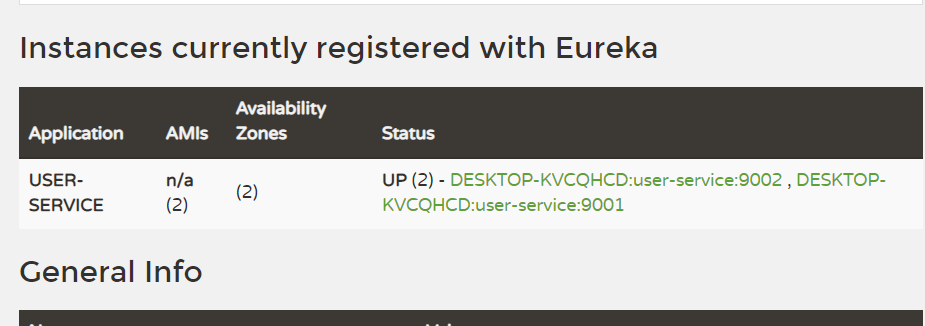 Instances currently registered with Eureka
Availability
Application AMIs Zones Status
USER- n/a (2) UP (2) - DESKTOP-KVCQHCD:user-service:9002 , DESKTOP-
SERVICE (2) KVCQHCD:user-service:9001
General Info